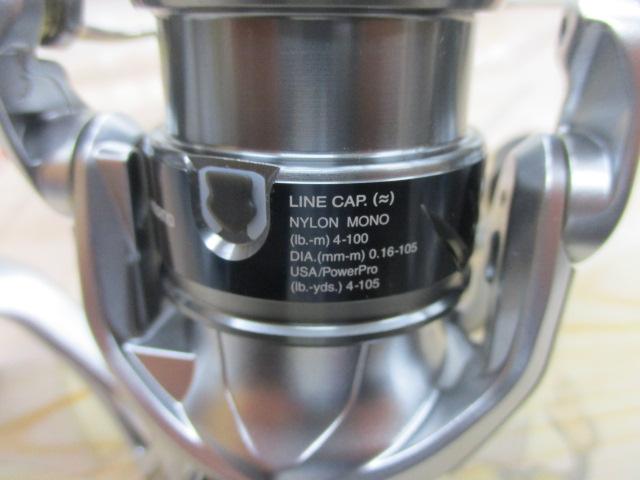 LINE CAP. (≈)
NYLON MONO
(lb.-m) 4-100
DIA.(mm-m) 0.16-105
USA/PowerPro
(lb.-yds.) 4-105